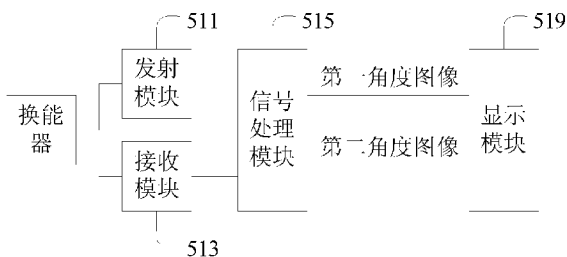 511
515
519
发射
模块
换能
器
接收
模块
513
信号
处理
模块
第一角度图像
第二角度图像
显示
模块